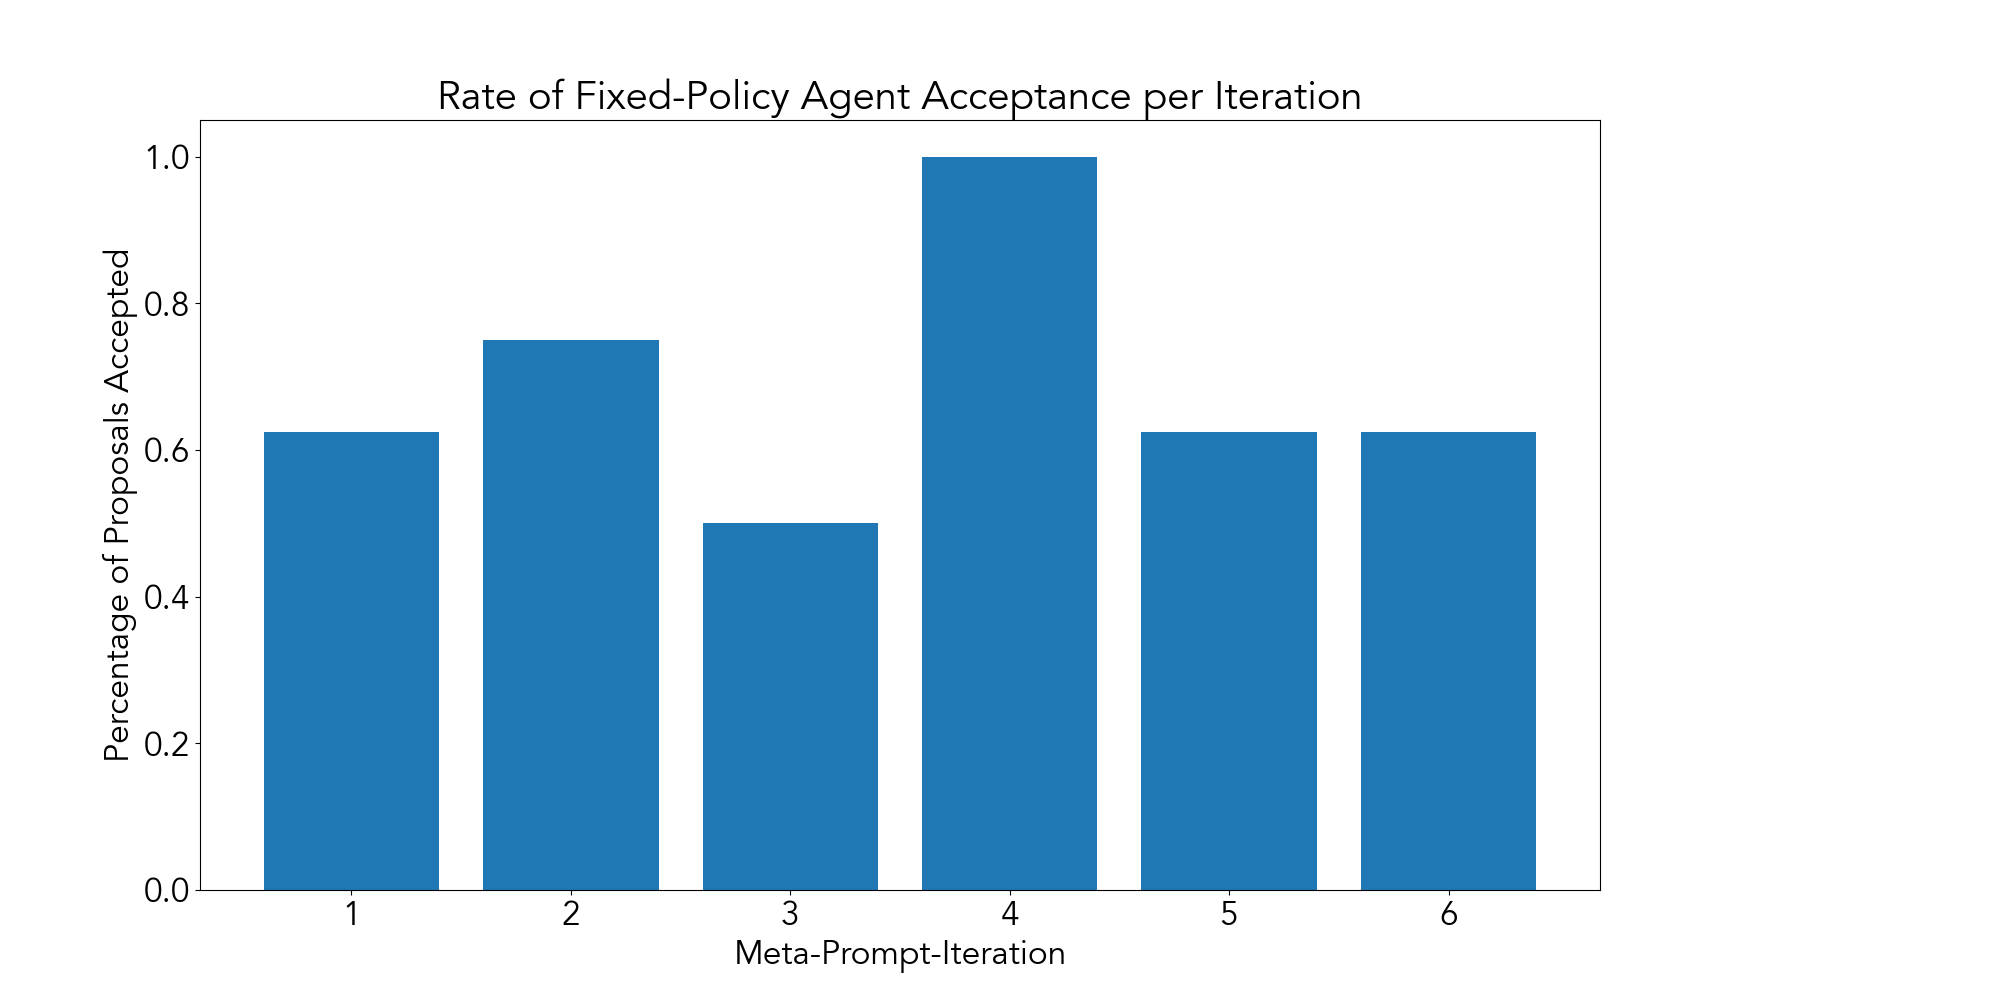 Rate of Fixed-Policy Agent Acceptance per Iteration
Percentage of Proposals Accepted
1.0
0.8
0.6
0.4
0.2
0.0
1 2 3 4 5 6
Meta-Prompt-Iteration